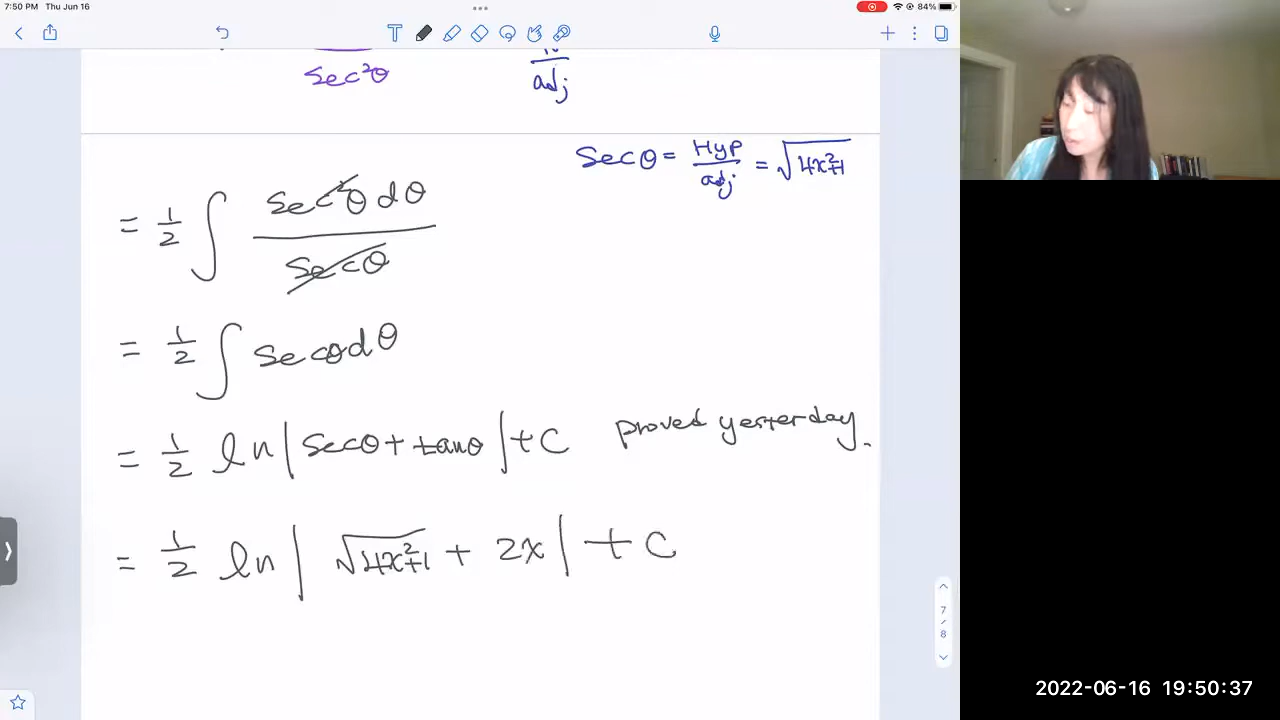 7:50 PM Thu Jun 16
84%
T
sec²θ
adj
Secθ = Hyp/adj = √4x²+1
= 1/2 ∫ sec²θ dθ / secθ
= 1/2 ∫ secθdθ
= 1/2 ln|secθ + tanθ| + C proved yesterday.
= 1/2 ln|√4x²+1 + 2x| + C
7/8
2022-06-16 19:50:37